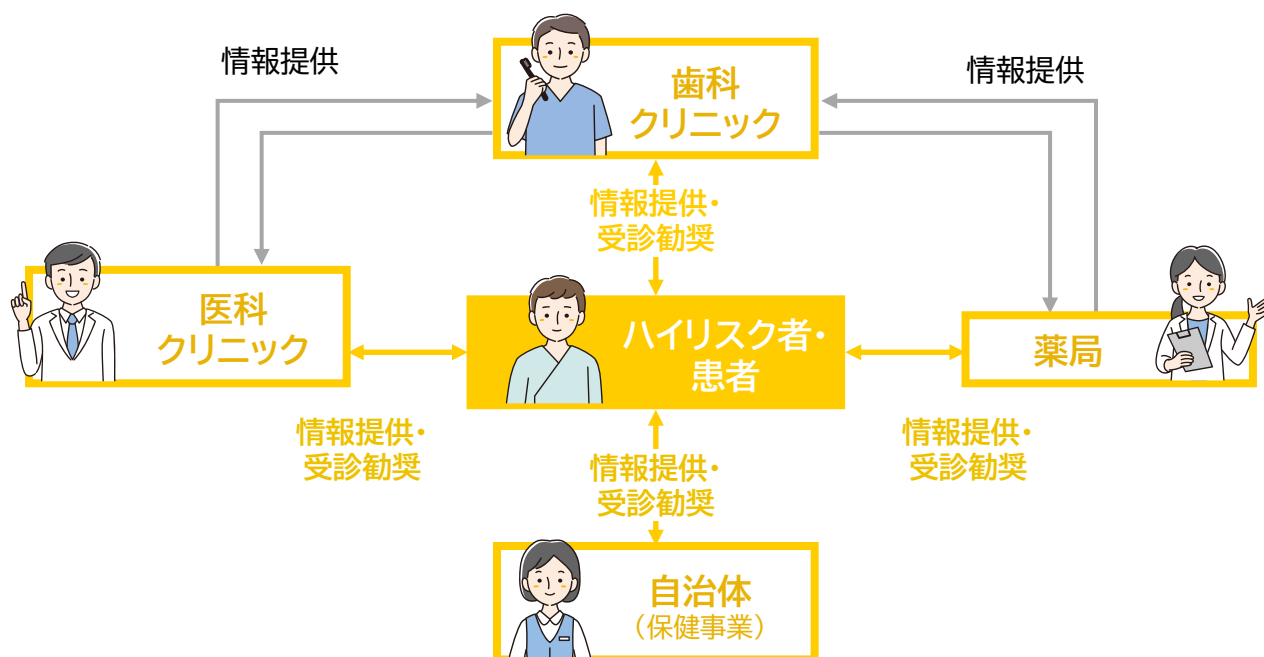 情報提供
歯科
クリニック
情報提供
情報提供・
受診勧奨
医科
クリニック
ハイリスク者・
患者
薬局
情報提供・
受診勧奨
情報提供・
受診勧奨
情報提供・
受診勧奨
自治体
（保健事業）